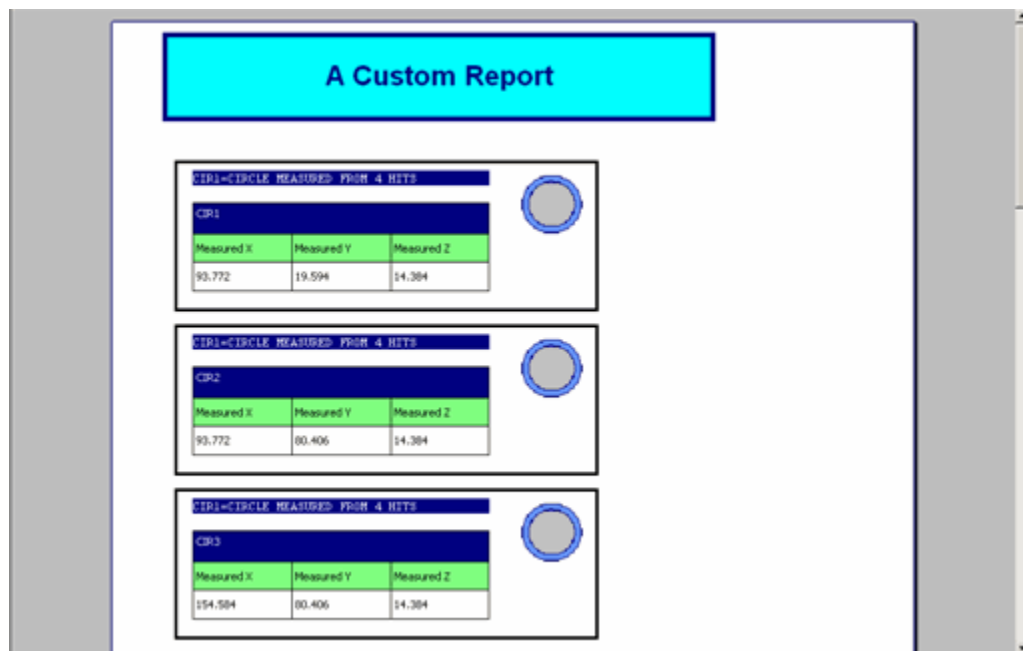 A Custom Report
CIR1=CIRCLE MEASURED FROM 4 HITS
CIR1
Measured X Measured Y Measured Z
93.772 19.594 14.384
CIR1=CIRCLE MEASURED FROM 4 HITS
CIR2
Measured X Measured Y Measured Z
93.772 80.406 14.384
CIR1=CIRCLE MEASURED FROM 4 HITS
CIR3
Measured X Measured Y Measured Z
154.584 80.406 14.384